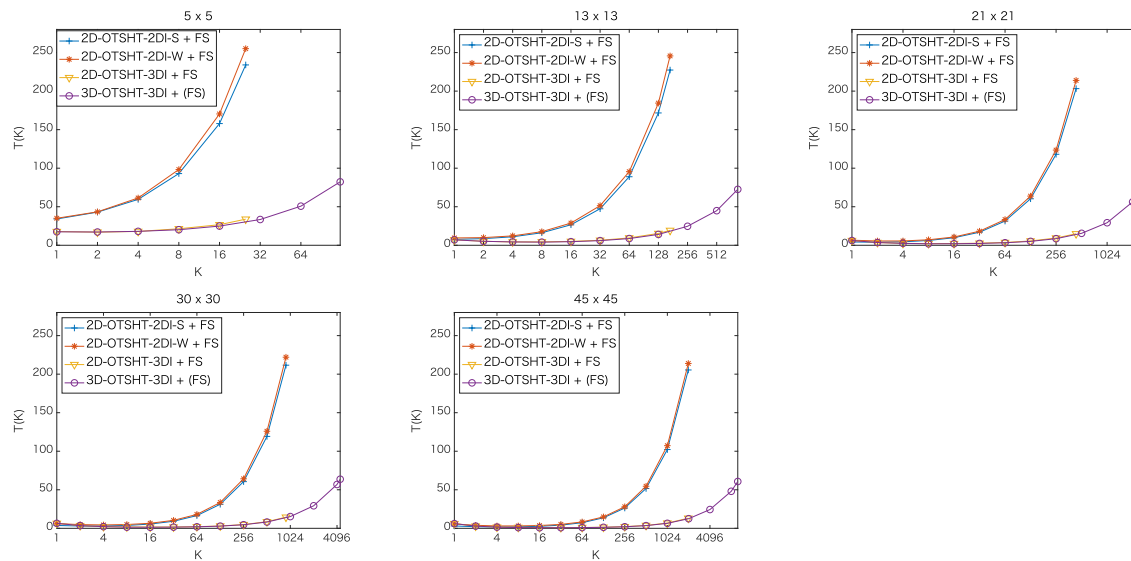 5 x 5
2D-OTSHT-2DI-S + FS
2D-OTSHT-2DI-W + FS
2D-OTSHT-3DI + FS
3D-OTSHT-3DI + (FS)
T(K)
250
200
150
100
50
0
1 2 4 8 16 32 64
K
13 x 13
2D-OTSHT-2DI-S + FS
2D-OTSHT-2DI-W + FS
2D-OTSHT-3DI + FS
3D-OTSHT-3DI + (FS)
T(K)
250
200
150
100
50
0
1 2 4 8 16 32 64 128 256 512
K
21 x 21
2D-OTSHT-2DI-S + FS
2D-OTSHT-2DI-W + FS
2D-OTSHT-3DI + FS
3D-OTSHT-3DI + (FS)
T(K)
250
200
150
100
50
0
1 4 16 64 256 1024
K
30 x 30
2D-OTSHT-2DI-S + FS
2D-OTSHT-2DI-W + FS
2D-OTSHT-3DI + FS
3D-OTSHT-3DI + (FS)
T(K)
250
200
150
100
50
0
1 4 16 64 256 1024 4096
K
45 x 45
2D-OTSHT-2DI-S + FS
2D-OTSHT-2DI-W + FS
2D-OTSHT-3DI + FS
3D-OTSHT-3DI + (FS)
T(K)
250
200
150
100
50
0
1 4 16 64 256 1024 4096
K